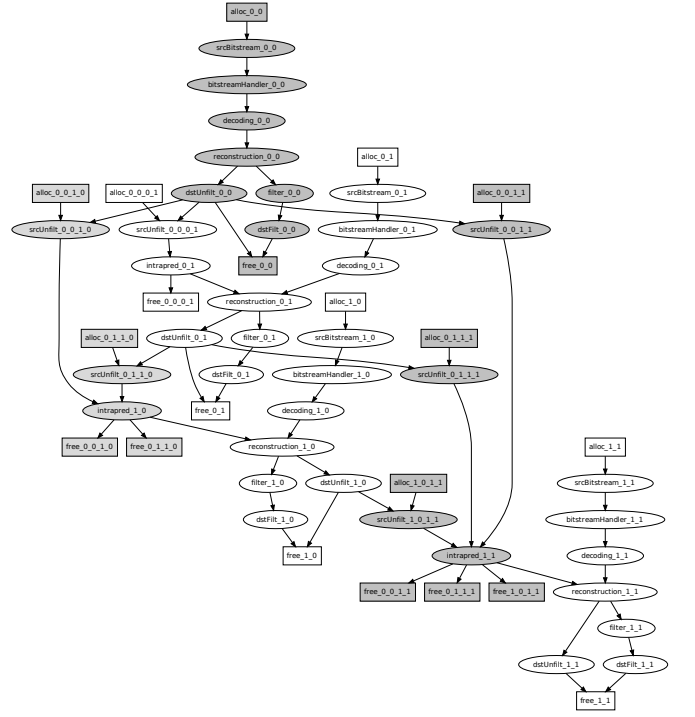 alloc_0_0
srcBitstream_0_0
bitstreamHandler_0_0
decoding_0_0
reconstruction_0_0
alloc_0_1
alloc_0_0_1_0
alloc_0_0_0_1
dstUnfilt_0_0
filter_0_0
srcBitstream_0_1
alloc_0_0_1_1
srcUnfilt_0_0_1_0
srcUnfilt_0_0_0_1
dstFilt_0_0
bitstreamHandler_0_1
srcUnfilt_0_0_1_1
intrapred_0_1
free_0_0
decoding_0_1
free_0_0_0_1
reconstruction_0_1
alloc_1_0
alloc_0_1_1_0
dstUnfilt_0_1
filter_0_1
srcBitstream_1_0
alloc_0_1_1_1
srcUnfilt_0_1_1_0
dstFilt_0_1
bitstreamHandler_1_0
srcUnfilt_0_1_1_1
intrapred_1_0
free_0_1
decoding_1_0
free_0_0_1_0
free_0_1_1_0
reconstruction_1_0
alloc_1_1
filter_1_0
dstUnfilt_1_0
alloc_1_0_1_1
srcBitstream_1_1
dstFilt_1_0
srcUnfilt_1_0_1_1
bitstreamHandler_1_1
free_1_0
intrapred_1_1
decoding_1_1
free_0_0_1_1
free_0_1_1_1
free_1_0_1_1
reconstruction_1_1
filter_1_1
dstUnfilt_1_1
dstFilt_1_1
free_1_1